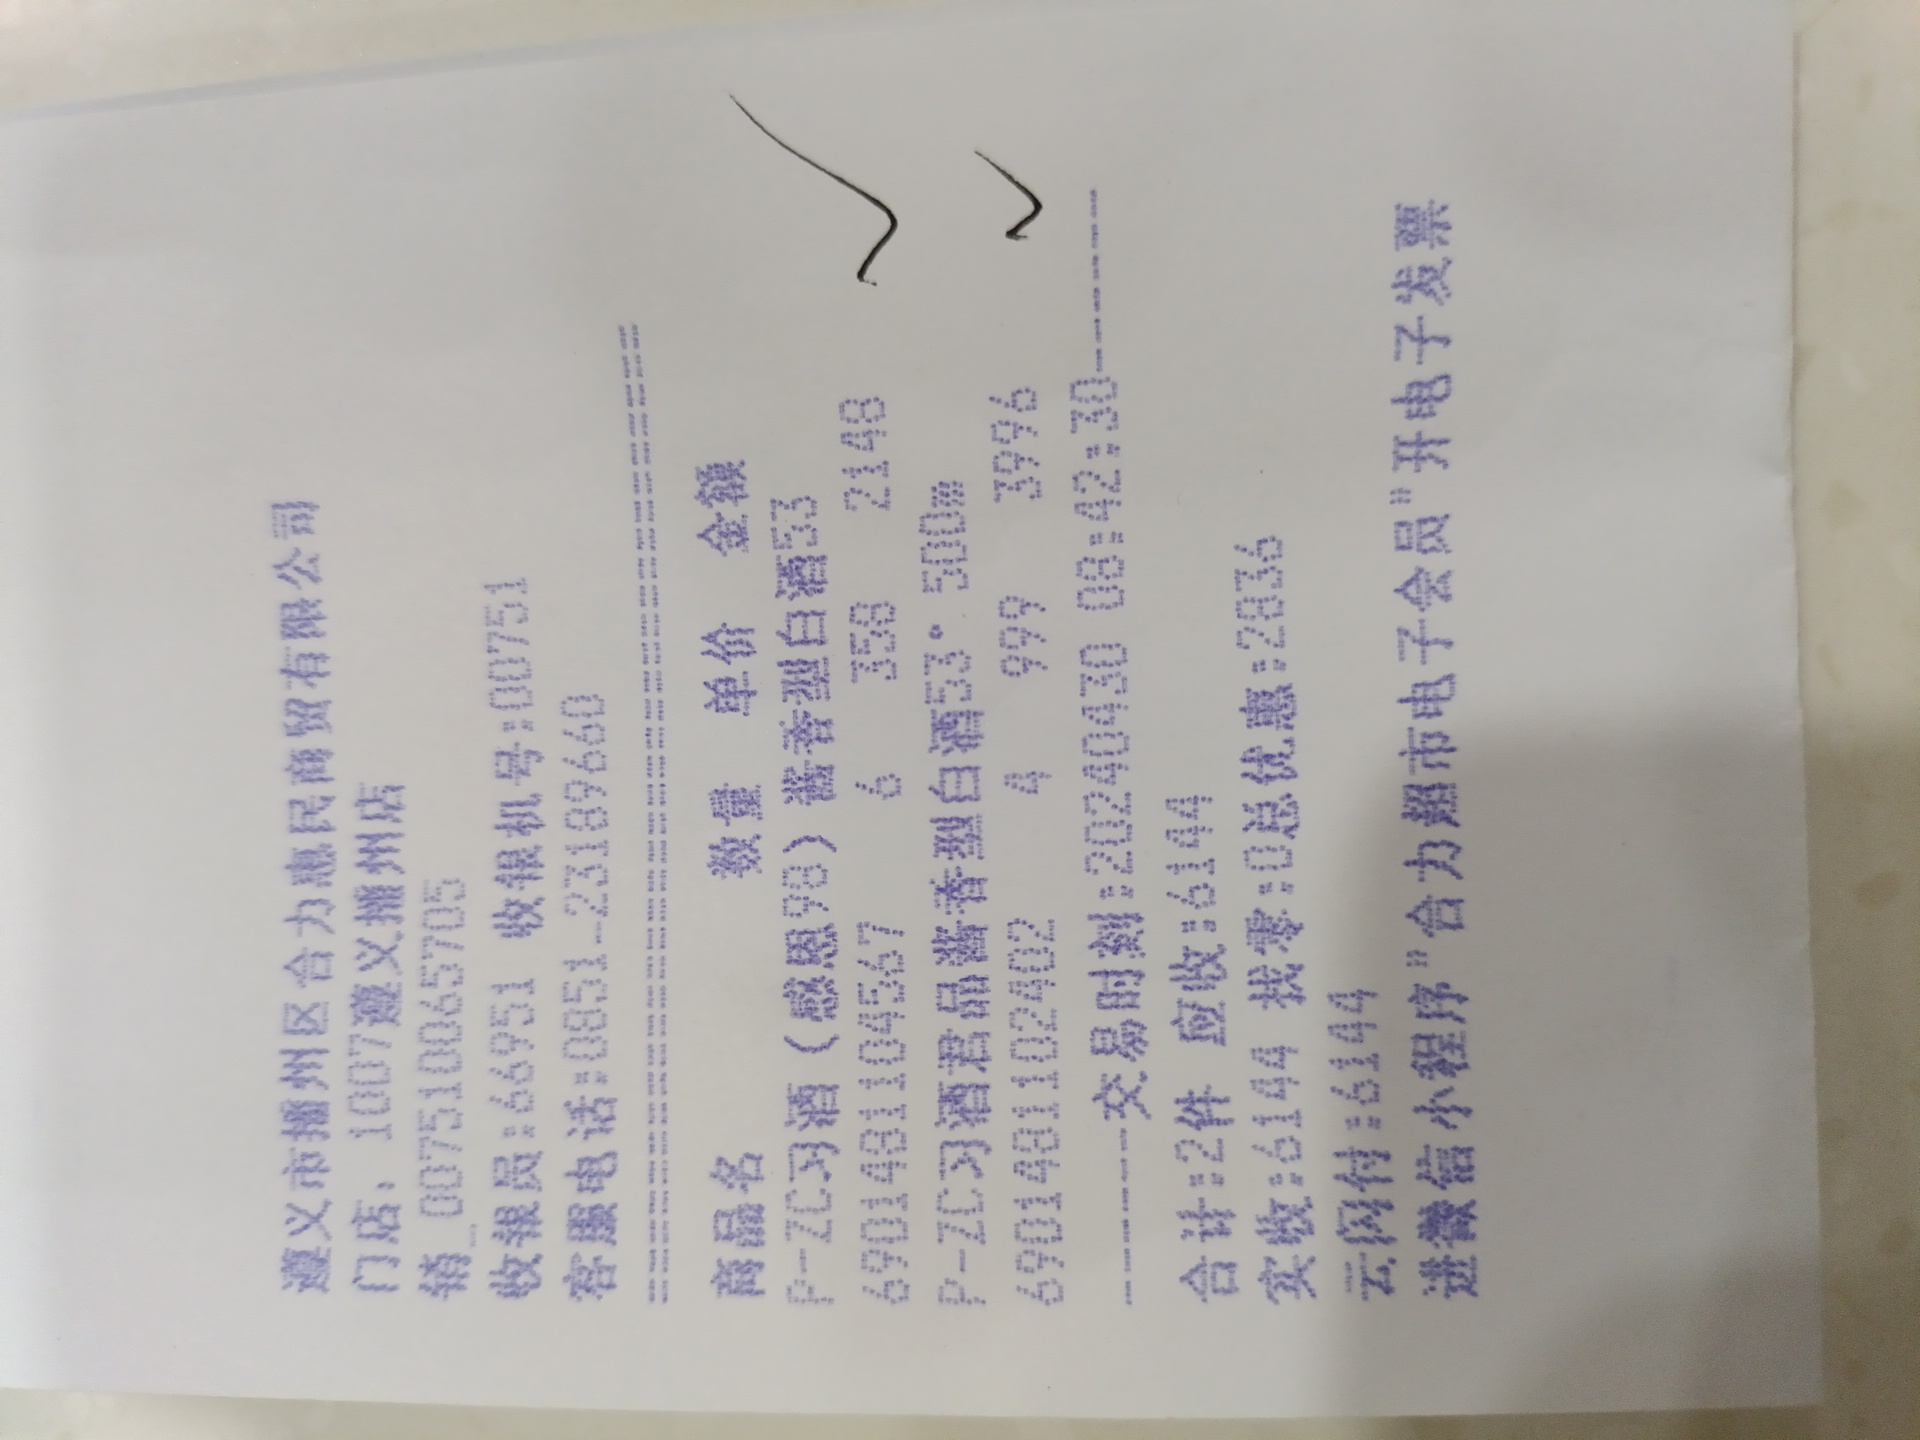 遵义市播州区合力惠民商贸有限公司
门店：1007遵义播州店
销_007510065705
收银员:66951 收银机号:00751
客服电话:0851-23189660
商品名 数量 单价 金额
P-ZC习酒(感恩98)酱香型白酒53
6901481104567 6 358 2148
P-ZC习酒君品酱香型白酒53° 500m
6901481102402 4 999 3996
--------交易时刻:20240430 08:42:30--------
合计:2件 应收:6144
实收:6144 找零:0总优惠:2836
云闪付:6144
进微信小程序"合力超市电子会员"开电子发票